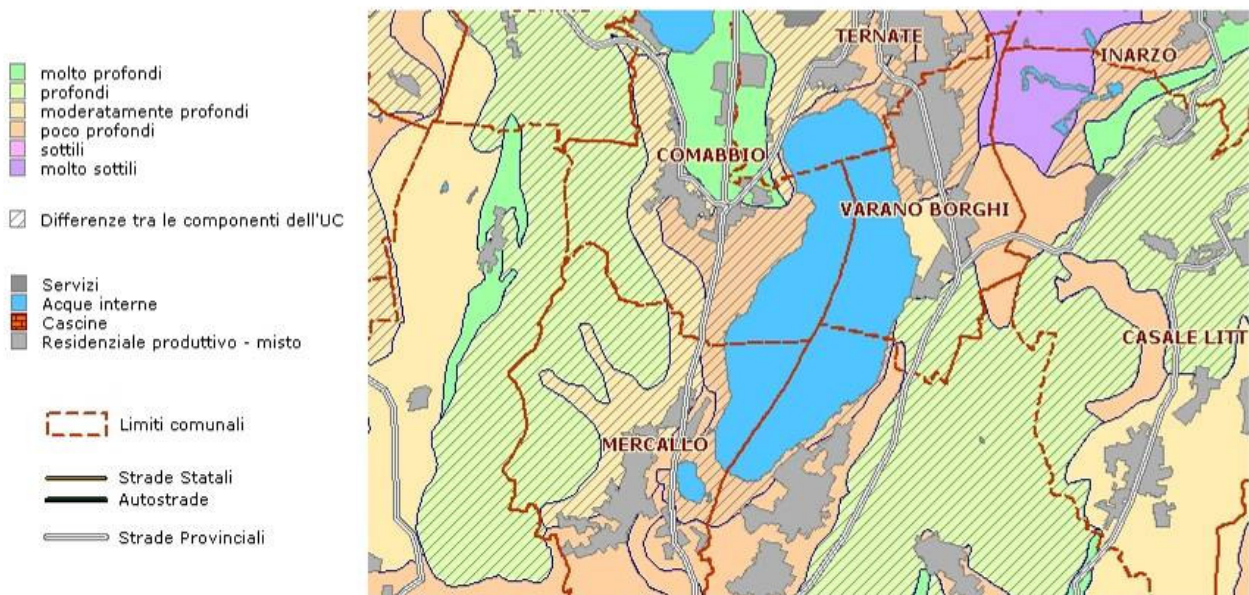 molto profondi
profondi
moderatamente profondi
poco profondi
sottili
molto sottili
Differenze tra le componenti dell'UC
Servizi
Acque interne
Cascine
Residenziale produttivo - misto
Limiti comunali
Strade Statali
Autostrade
Strade Provinciali
TERNATE
INARZO
COMABBIO
VARANO BORGHI
CASALE LITT
MERCALLO